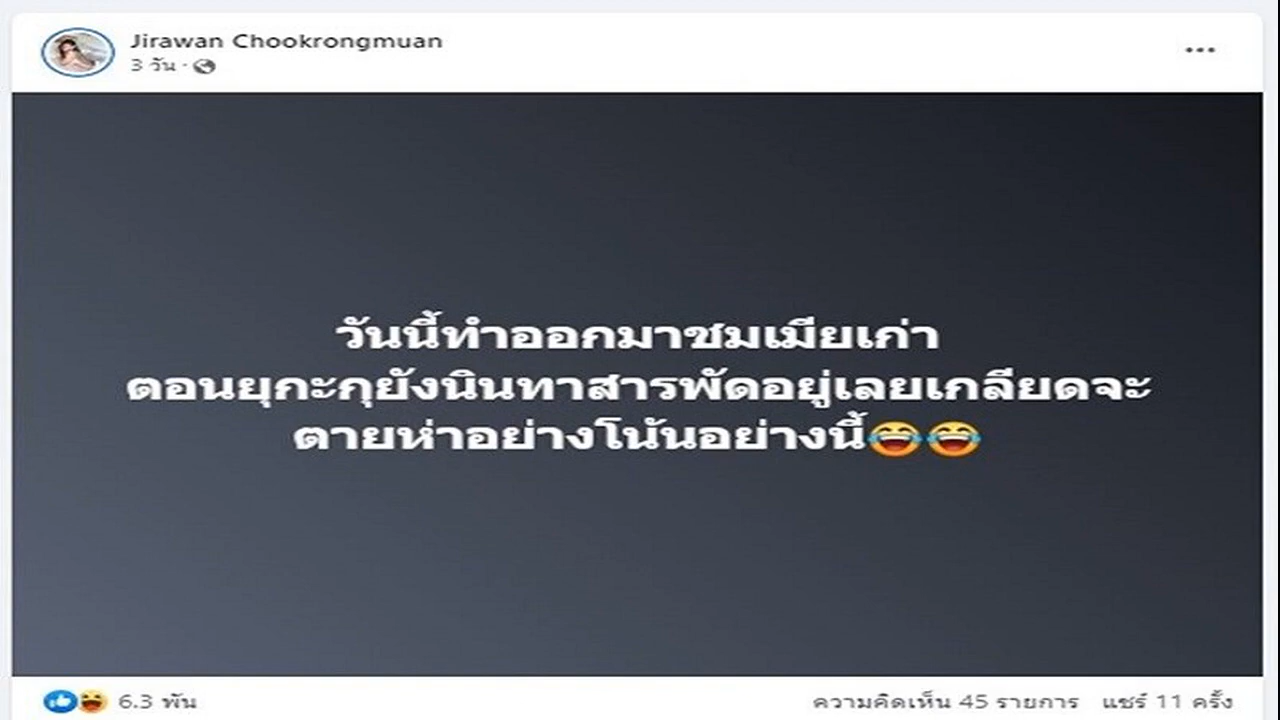 Jirawan Chookrongmuan
3 วัน ·
วันนี้ทำออกมาชมเมียเก่า
ตอนยุกะกุยังนินทาสารพัดอยู่เลยเกลียดจะ
ตายห่าอย่างโน้นอย่างนี้😂😂
6.3 พัน
ความคิดเห็น 45 รายการ แชร์ 11 ครั้ง